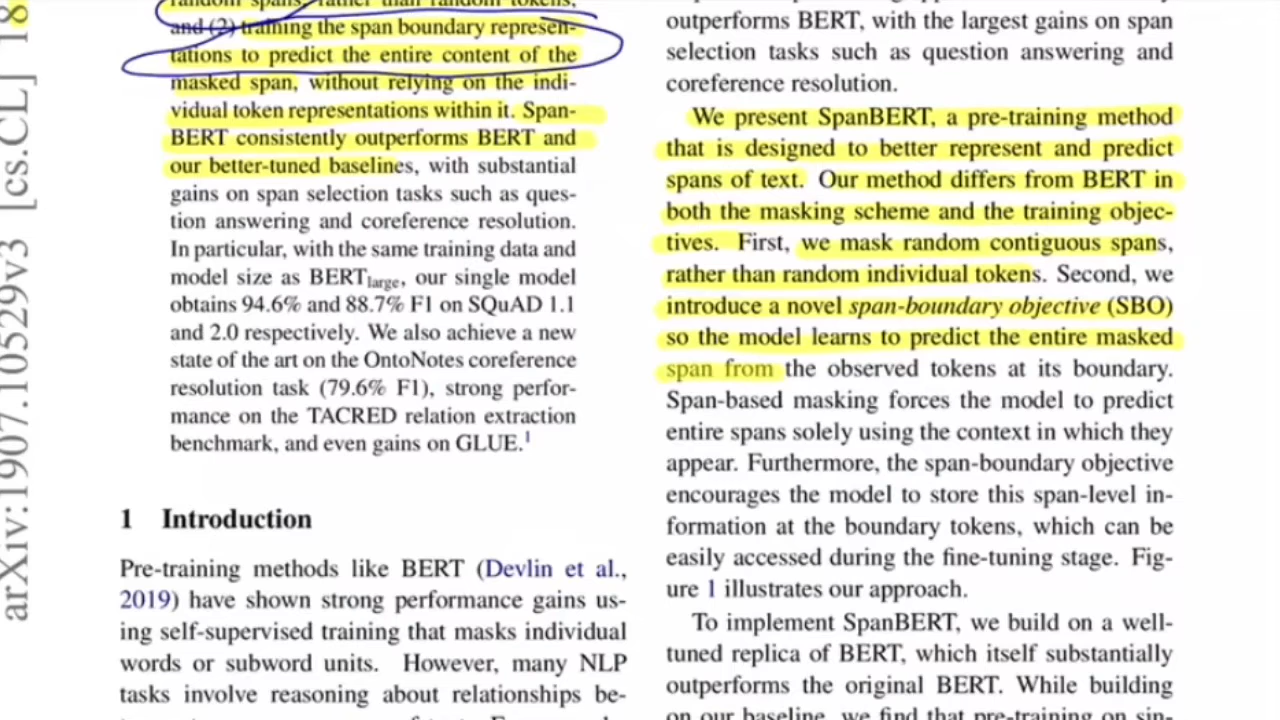 arXiv:1907.10529v3 [cs.CL] 18
random spans, rather than random tokens,
and (2) training the span boundary represen-
tations to predict the entire content of the
masked span, without relying on the indi-
vidual token representations within it. Span-
BERT consistently outperforms BERT and
our better-tuned baselines, with substantial
gains on span selection tasks such as ques-
tion answering and coreference resolution.
In particular, with the same training data and
model size as BERTlarge, our single model
obtains 94.6% and 88.7% F1 on SQuAD 1.1
and 2.0 respectively. We also achieve a new
state of the art on the OntoNotes coreference
resolution task (79.6% F1), strong perfor-
mance on the TACRED relation extraction
benchmark, and even gains on GLUE.1
1 Introduction
Pre-training methods like BERT (Devlin et al.,
2019) have shown strong performance gains us-
ing self-supervised training that masks individual
words or subword units. However, many NLP
tasks involve reasoning about relationships be-
outperforms BERT, with the largest gains on span
selection tasks such as question answering and
coreference resolution.
We present SpanBERT, a pre-training method
that is designed to better represent and predict
spans of text. Our method differs from BERT in
both the masking scheme and the training objec-
tives. First, we mask random contiguous spans,
rather than random individual tokens. Second, we
introduce a novel span-boundary objective (SBO)
so the model learns to predict the entire masked
span from the observed tokens at its boundary.
Span-based masking forces the model to predict
entire spans solely using the context in which they
appear. Furthermore, the span-boundary objective
encourages the model to store this span-level in-
formation at the boundary tokens, which can be
easily accessed during the fine-tuning stage. Fig-
ure 1 illustrates our approach.
To implement SpanBERT, we build on a well-
tuned replica of BERT, which itself substantially
outperforms the original BERT. While building
on our baseline, we find that pre-training on sin-